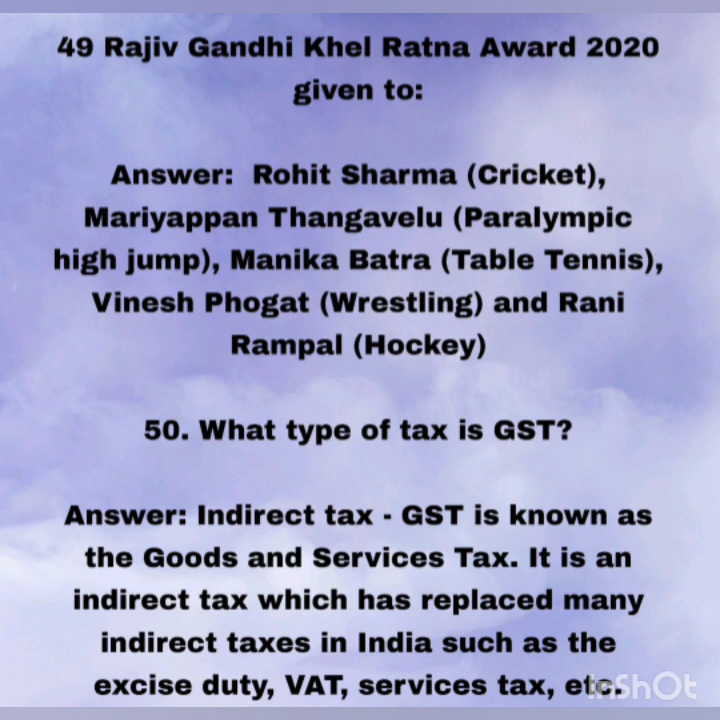 49 Rajiv Gandhi Khel Ratna Award 2020
given to:
Answer: Rohit Sharma (Cricket),
Mariyappan Thangavelu (Paralympic
high jump), Manika Batra (Table Tennis),
Vinesh Phogat (Wrestling) and Rani
Rampal (Hockey)
50. What type of tax is GST?
Answer: Indirect tax - GST is known as
the Goods and Services Tax. It is an
indirect tax which has replaced many
indirect taxes in India such as the
excise duty, VAT, services tax, etc.
InShOt